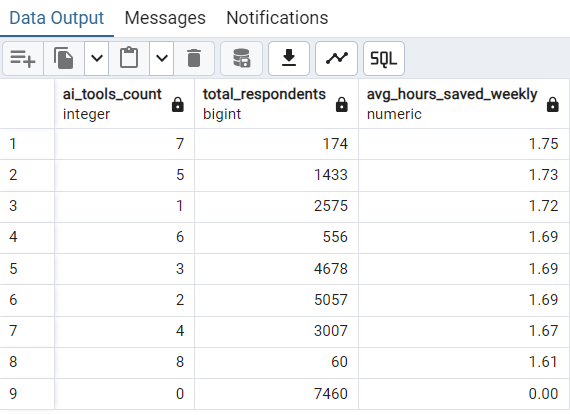 Data Output Messages Notifications
SQL
ai_tools_count total_respondents avg_hours_saved_weekly
integer bigint numeric
1 7 174 1.75
2 5 1433 1.73
3 1 2575 1.72
4 6 556 1.69
5 3 4678 1.69
6 2 5057 1.69
7 4 3007 1.67
8 8 60 1.61
9 0 7460 0.00